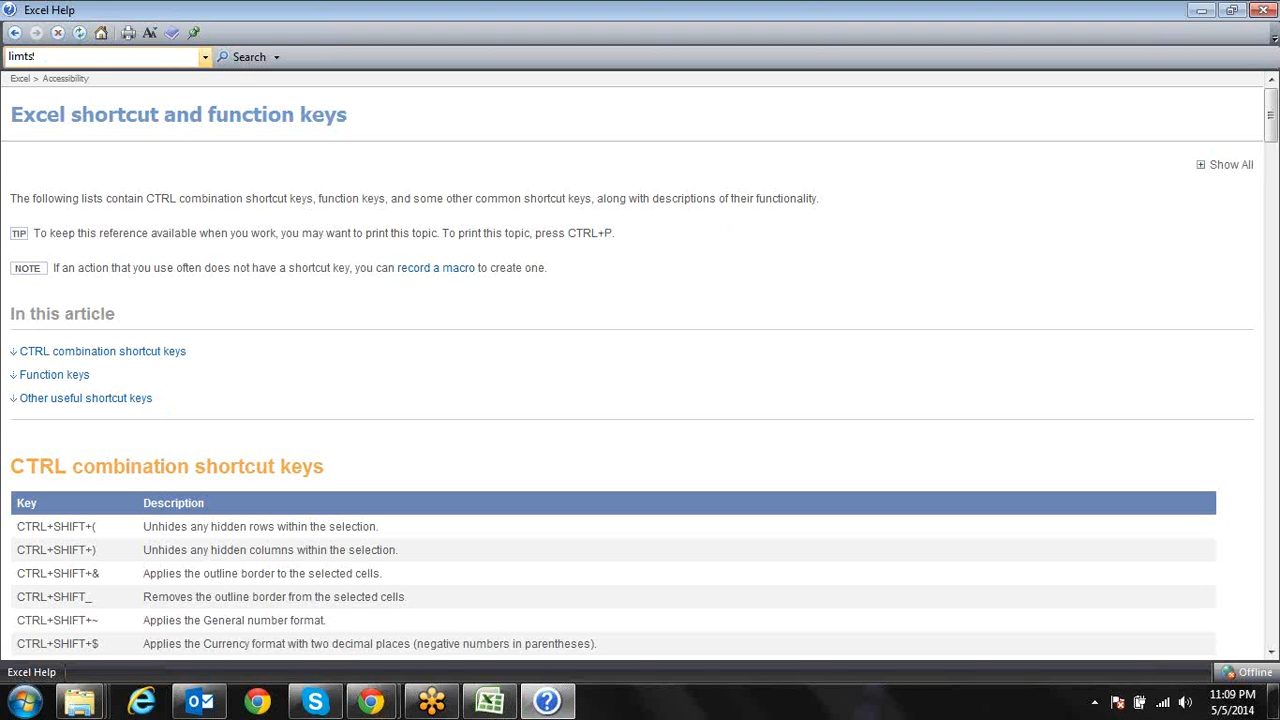 Excel Help
limts
Search
Excel > Accessibility
Excel shortcut and function keys
Show All
The following lists contain CTRL combination shortcut keys, function keys, and some other common shortcut keys, along with descriptions of their functionality.
TIP To keep this reference available when you work, you may want to print this topic. To print this topic, press CTRL+P.
NOTE If an action that you use often does not have a shortcut key, you can record a macro to create one.
In this article
CTRL combination shortcut keys
Function keys
Other useful shortcut keys
CTRL combination shortcut keys
Key Description
CTRL+SHIFT+( Unhides any hidden rows within the selection.
CTRL+SHIFT+) Unhides any hidden columns within the selection.
CTRL+SHIFT+& Applies the outline border to the selected cells.
CTRL+SHIFT_ Removes the outline border from the selected cells.
CTRL+SHIFT+~ Applies the General number format.
CTRL+SHIFT+$ Applies the Currency format with two decimal places (negative numbers in parentheses).
Excel Help Offline
11:09 PM
5/5/2014